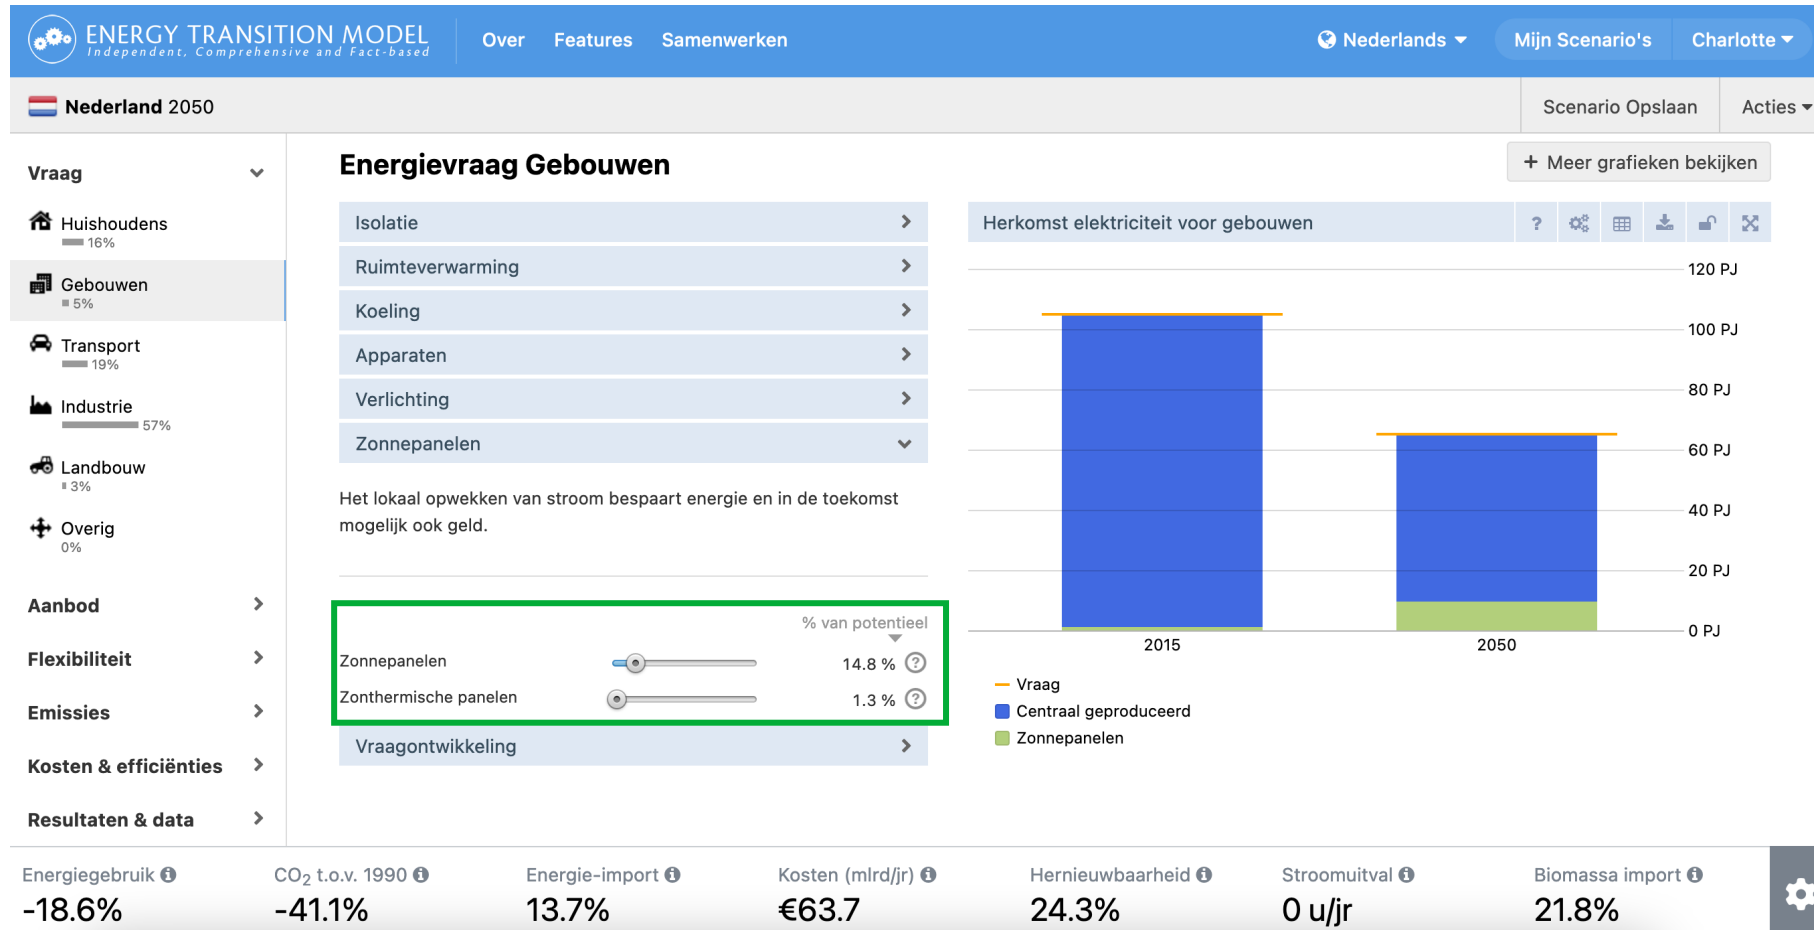 ENERGY TRANSITION MODEL
Independent, Comprehensive and Fact-based
Over
Features
Samenwerken
Nederlands
Mijn Scenario's
Charlotte
Nederland 2050
Scenario Opslaan
Acties
Vraag
Huishoudens
16%
Gebouwen
5%
Transport
19%
Industrie
57%
Landbouw
3%
Overig
0%
Aanbod
Flexibiliteit
Emissies
Kosten & efficiënties
Resultaten & data
Energievraag Gebouwen
Isolatie
Ruimteverwarming
Koeling
Apparaten
Verlichting
Zonnepanelen
Het lokaal opwekken van stroom bespaart energie en in de toekomst
mogelijk ook geld.
% van potentieel
Zonnepanelen 14.8 % ?
Zonthermische panelen 1.3 % ?
Vraagontwikkeling
+ Meer grafieken bekijken
Herkomst elektriciteit voor gebouwen ?
120 PJ
100 PJ
80 PJ
60 PJ
40 PJ
20 PJ
0 PJ
2015 2050
Vraag
Centraal geproduceerd
Zonnepanelen
Energiegebruik
-18.6%
CO2 t.o.v. 1990
-41.1%
Energie-import
13.7%
Kosten (mlrd/jr)
€63.7
Hernieuwbaarheid
24.3%
Stroomuitval
0 u/jr
Biomassa import
21.8%